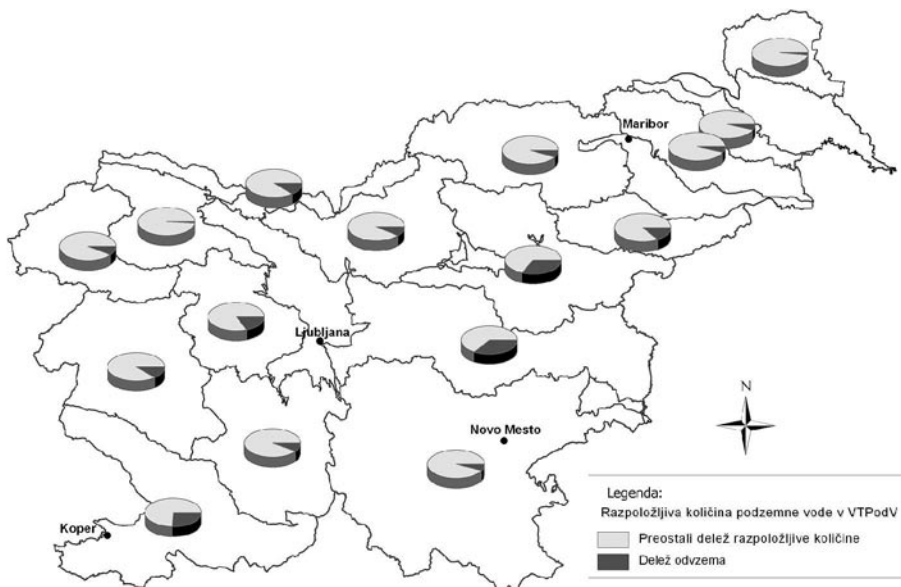 Maribor
Ljubljana
N
Novo Mesto
Koper
Legenda:
Razpoložljiva količina podzemne vode v VTPodV
Preostali delež razpoložljive količine
Delež odvzema